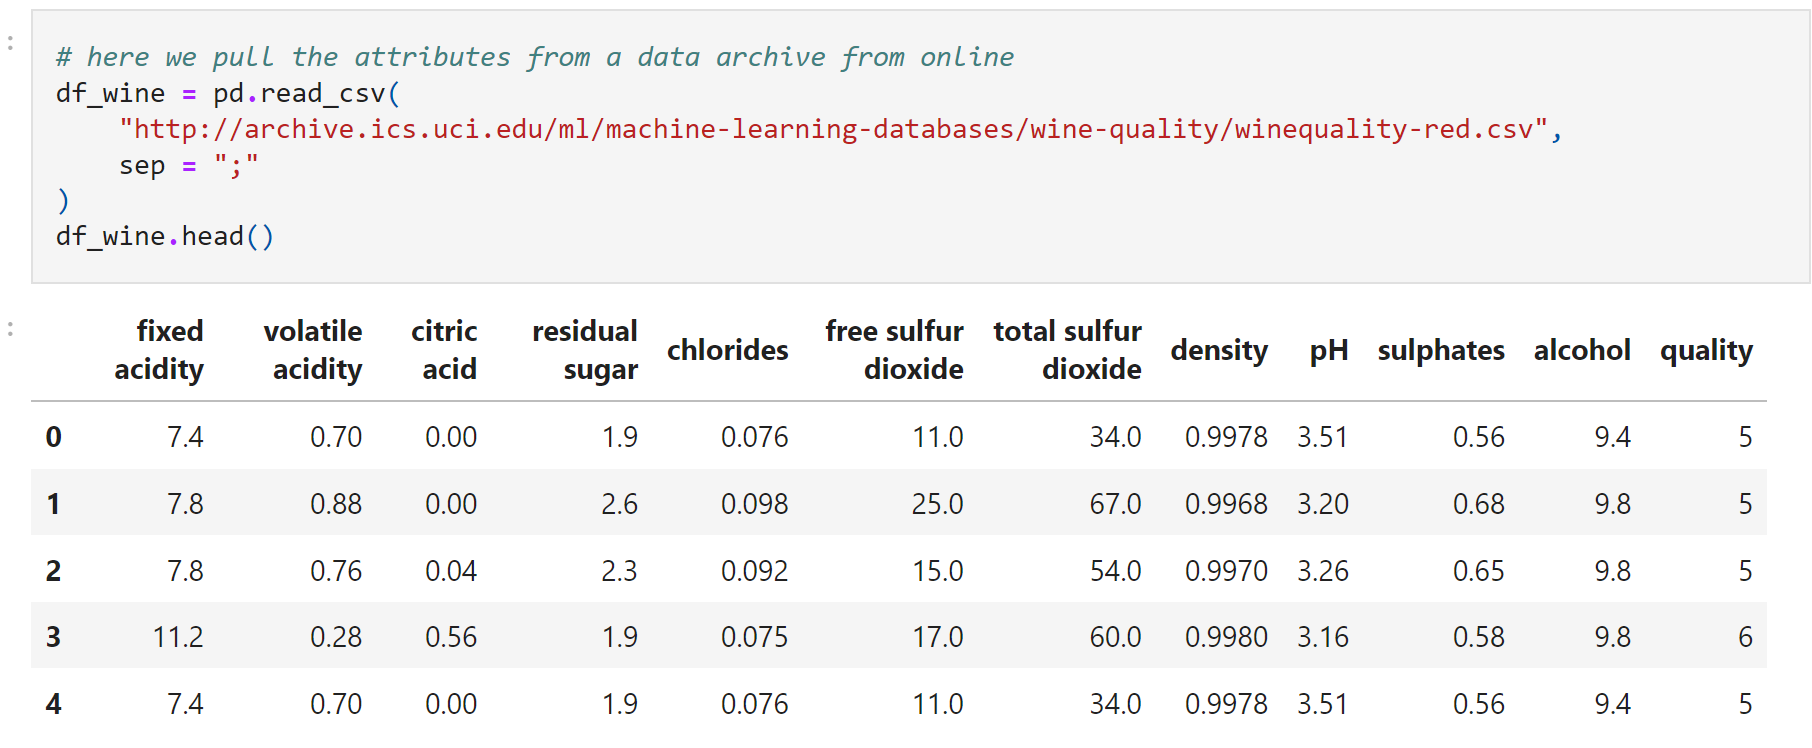 # here we pull the attributes from a data archive from online
df_wine = pd.read_csv(
    "http://archive.ics.uci.edu/ml/machine-learning-databases/wine-quality/winequality-red.csv",
    sep = ";"
)
df_wine.head()
fixed acidity volatile acidity citric acid residual sugar chlorides free sulfur dioxide total sulfur dioxide density pH sulphates alcohol quality
0 7.4 0.70 0.00 1.9 0.076 11.0 34.0 0.9978 3.51 0.56 9.4 5
1 7.8 0.88 0.00 2.6 0.098 25.0 67.0 0.9968 3.20 0.68 9.8 5
2 7.8 0.76 0.04 2.3 0.092 15.0 54.0 0.9970 3.26 0.65 9.8 5
3 11.2 0.28 0.56 1.9 0.075 17.0 60.0 0.9980 3.16 0.58 9.8 6
4 7.4 0.70 0.00 1.9 0.076 11.0 34.0 0.9978 3.51 0.56 9.4 5